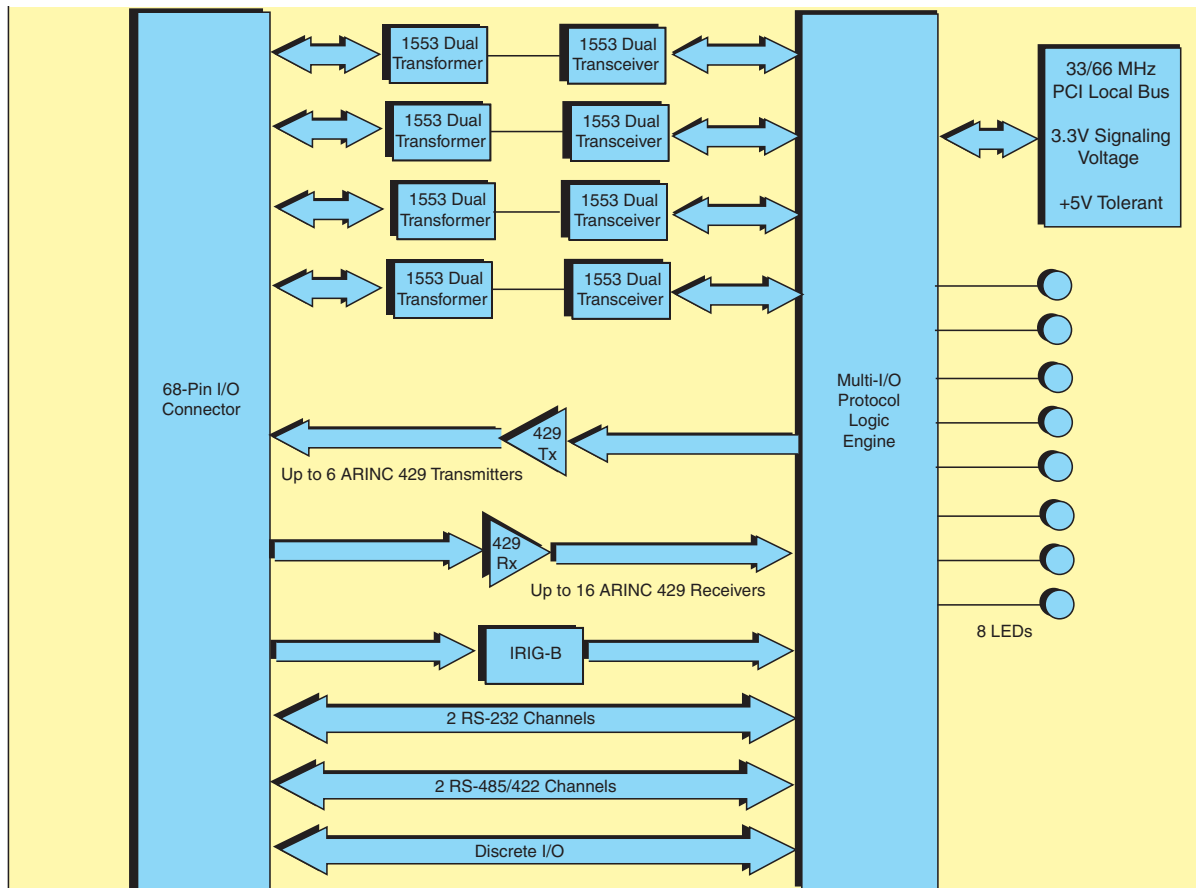 1553 Dual
Transformer
1553 Dual
Transceiver
1553 Dual
Transformer
1553 Dual
Transceiver
1553 Dual
Transformer
1553 Dual
Transceiver
1553 Dual
Transformer
1553 Dual
Transceiver
33/66 MHz
PCI Local Bus
3.3V Signaling
Voltage
+5V Tolerant
68-Pin I/O
Connector
Multi-I/O
Protocol
Logic
Engine
429
Tx
Up to 6 ARINC 429 Transmitters
429
Rx
Up to 16 ARINC 429 Receivers
8 LEDs
IRIG-B
2 RS-232 Channels
2 RS-485/422 Channels
Discrete I/O